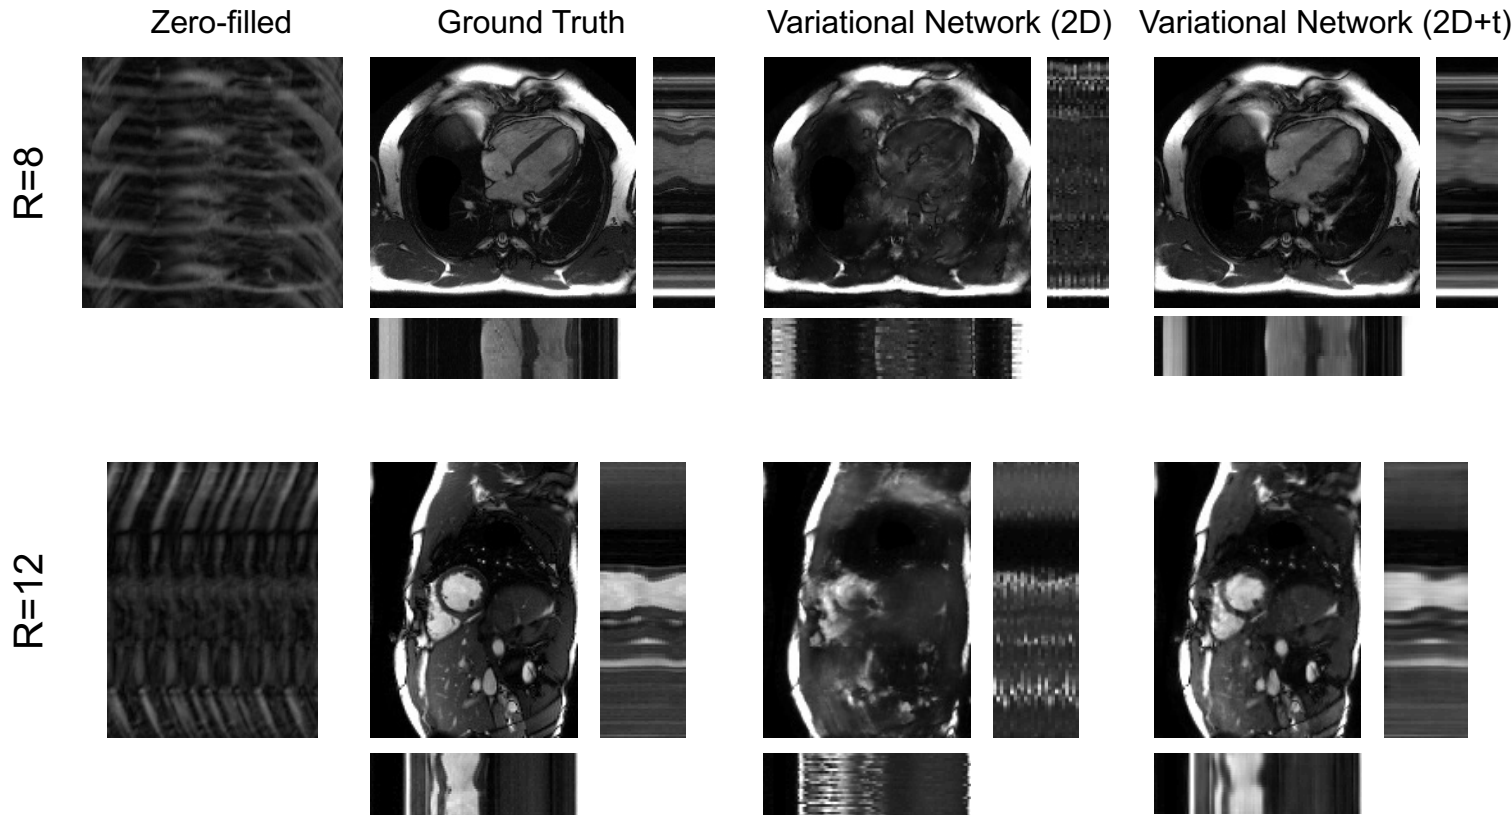 Zero-filled
Ground Truth
Variational Network (2D)
Variational Network (2D+t)
R=8
R=12